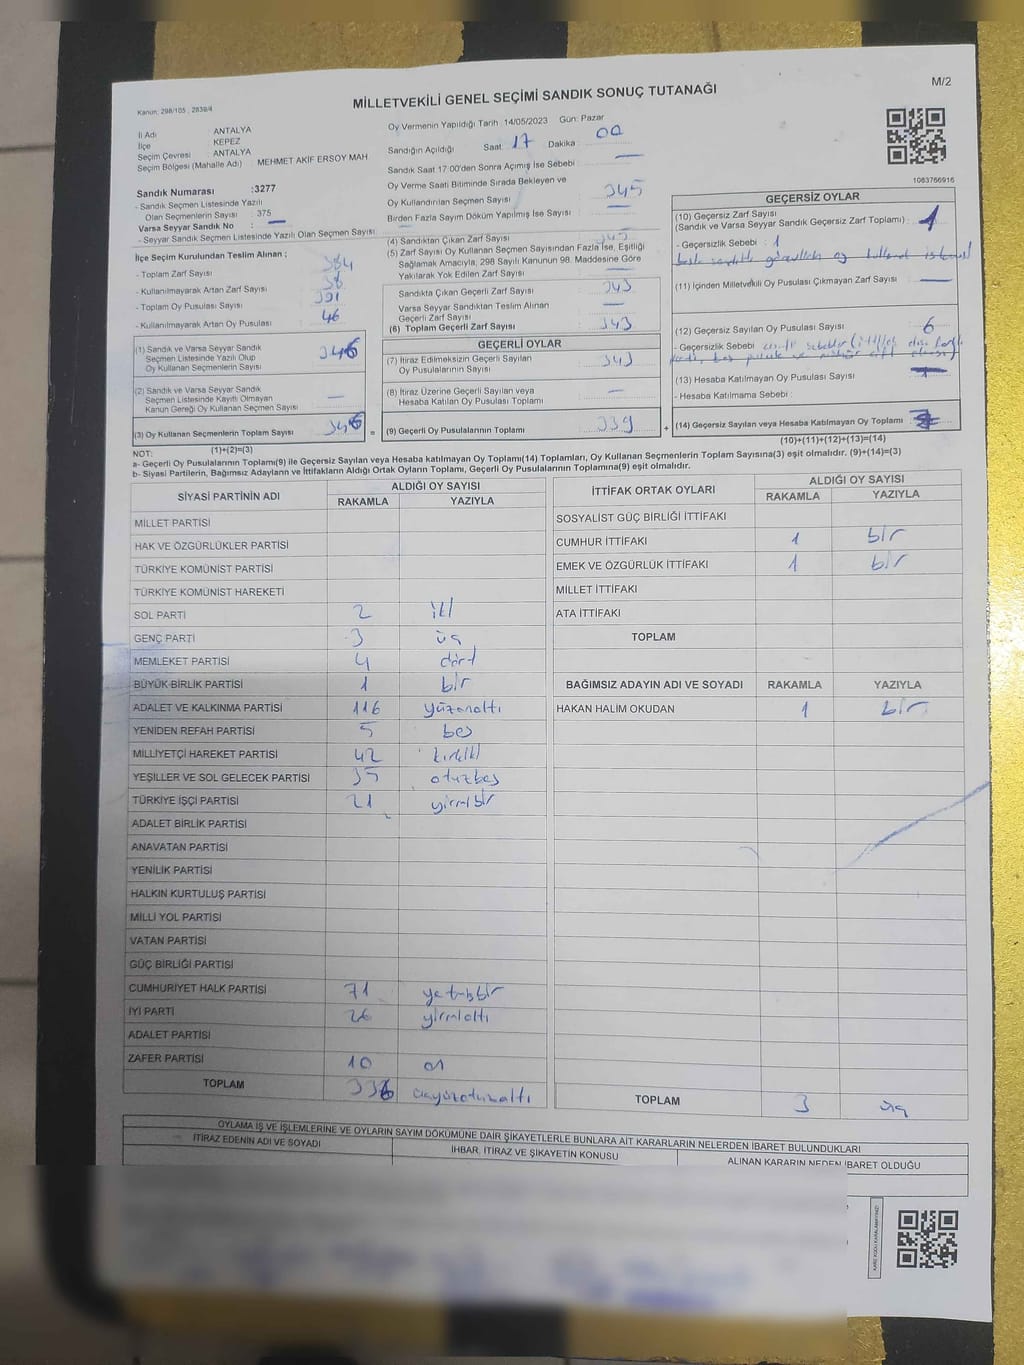 M/2
Kanun: 298/105 , 2839/4
MİLLETVEKİLİ GENEL SEÇİMİ SANDIK SONUÇ TUTANAĞI
İl Adı : ANTALYA
İlçe : KEPEZ
Seçim Çevresi : ANTALYA
Seçim Bölgesi (Mahalle Adı) MEHMET AKİF ERSOY MAH
Oy Vermenin Yapıldığı Tarih 14/05/2023 Gün: Pazar
Sandığın Açıldığı Saat: 17 Dakika : 00
Sandık Saat 17:00'den Sonra Açımış İse Sebebi : —
Oy Verme Saati Bitiminde Sırada Bekleyen ve
Oy Kullandırılan Seçmen Sayısı : 345
Birden Fazla Sayım Döküm Yapılmış İse Sayısı : —
1083766916
Sandık Numarası :3277
- Sandık Seçmen Listesinde Yazılı
Olan Seçmenlerin Sayısı : 375
Varsa Seyyar Sandık No : —
- Seyyar Sandık Seçmen Listesinde Yazılı Olan Seçmen Sayısı
İlçe Seçim Kurulundan Teslim Alınan ;
- Toplam Zarf Sayısı : 384
- Kullanılmayarak Artan Zarf Sayısı : 38
- Toplam Oy Pusulası Sayısı : 391
- Kullanılmayarak Artan Oy Pusulası : 46
(1) Sandık ve Varsa Seyyar Sandık
Seçmen Listesinde Yazılı Olup
Oy Kullanan Seçmenlerin Sayısı : 346
(2) Sandık ve Varsa Seyyar Sandık
Seçmen Listesinde Kayıtlı Olmayan
Kanun Gereği Oy Kullanan Seçmen Sayısı : —
(3) Oy Kullanan Seçmenlerin Toplam Sayısı : 346
(1)+(2)=(3)
(4) Sandıktan Çıkan Zarf Sayısı : 345
(5) Zarf Sayısı Oy Kullanan Seçmen Sayısından Fazla İse, Eşitliği
Sağlamak Amacıyla, 298 Sayılı Kanunun 98. Maddesine Göre
Yakılarak Yok Edilen Zarf Sayısı : —
Sandıkta Çıkan Geçerli Zarf Sayısı : 343
Varsa Seyyar Sandıktan Teslim Alınan
Geçerli Zarf Sayısı : —
(6) Toplam Geçerli Zarf Sayısı : 343
GEÇERLİ OYLAR
(7) İtiraz Edilmeksizin Geçerli Sayılan
Oy Pusulalarının Sayısı : 343
(8) İtiraz Üzerine Geçerli Sayılan veya
Hesaba Katılan Oy Pusulası Toplamı : —
= (9) Geçerli Oy Pusulalarının Toplamı : 339 +
GEÇERSİZ OYLAR
(10) Geçersiz Zarf Sayısı
(Sandık ve Varsa Seyyar Sandık Geçersiz Zarf Toplamı) : 1
- Geçersizlik Sebebi : 1
(11) İçinden Milletvekili Oy Pusulası Çıkmayan Zarf Sayısı : —
(12) Geçersiz Sayılan Oy Pusulası Sayısı : 6
- Geçersizlik Sebebi
(13) Hesaba Katılmayan Oy Pusulası Sayısı :
- Hesaba Katılmama Sebebi :
(14) Geçersiz Sayılan veya Hesaba Katılmayan Oy Toplamı :
(10)+(11)+(12)+(13)=(14)
NOT:
a- Geçerli Oy Pusulalarının Toplamı(9) ile Geçersiz Sayılan veya Hesaba katılmayan Oy Toplamı(14) Toplamları, Oy Kullanan Seçmenlerin Toplam Sayısına(3) eşit olmalıdır. (9)+(14)=(3)
b- Siyasi Partilerin, Bağımsız Adayların ve İttifakların Aldığı Ortak Oyların Toplamı, Geçerli Oy Pusulalarının Toplamına(9) eşit olmalıdır.
SİYASİ PARTİNİN ADI
ALDIĞI OY SAYISI
RAKAMLA YAZIYLA
MİLLET PARTİSİ
HAK VE ÖZGÜRLÜKLER PARTİSİ
TÜRKİYE KOMÜNİST PARTİSİ
TÜRKİYE KOMÜNİST HAREKETİ
SOL PARTİ 2 iki
GENÇ PARTİ 3 üç
MEMLEKET PARTİSİ 4 dört
BÜYÜK BİRLİK PARTİSİ 1 bir
ADALET VE KALKINMA PARTİSİ 116 yüzonaltı
YENİDEN REFAH PARTİSİ 5 beş
MİLLİYETÇİ HAREKET PARTİSİ 42 kırkiki
YEŞİLLER VE SOL GELECEK PARTİSİ 35 otuzbeş
TÜRKİYE İŞÇİ PARTİSİ 21 yirmibir
ADALET BİRLİK PARTİSİ
ANAVATAN PARTİSİ
YENİLİK PARTİSİ
HALKIN KURTULUŞ PARTİSİ
MİLLİ YOL PARTİSİ
VATAN PARTİSİ
GÜÇ BİRLİĞİ PARTİSİ
CUMHURİYET HALK PARTİSİ 71 yetmişbir
İYİ PARTİ 26 yirmialtı
ADALET PARTİSİ
ZAFER PARTİSİ 10 on
TOPLAM 336 üçyüzotuzaltı
İTTİFAK ORTAK OYLARI
ALDIĞI OY SAYISI
RAKAMLA YAZIYLA
SOSYALİST GÜÇ BİRLİĞİ İTTİFAKI
CUMHUR İTTİFAKI 1 bir
EMEK VE ÖZGÜRLÜK İTTİFAKI 1 bir
MİLLET İTTİFAKI
ATA İTTİFAKI
TOPLAM
BAĞIMSIZ ADAYIN ADI VE SOYADI RAKAMLA YAZIYLA
HAKAN HALİM OKUDAN 1 bir
TOPLAM 3 üç
OYLAMA İŞ VE İŞLEMLERİNE VE OYLARIN SAYIM DÖKÜMÜNE DAİR ŞİKAYETLERLE BUNLARA AİT KARARLARIN NELERDEN İBARET BULUNDUKLARI
İTİRAZ EDENİN ADI VE SOYADI
İHBAR, İTİRAZ VE ŞİKAYETİN KONUSU
ALINAN KARARIN NEDEN İBARET OLDUĞU